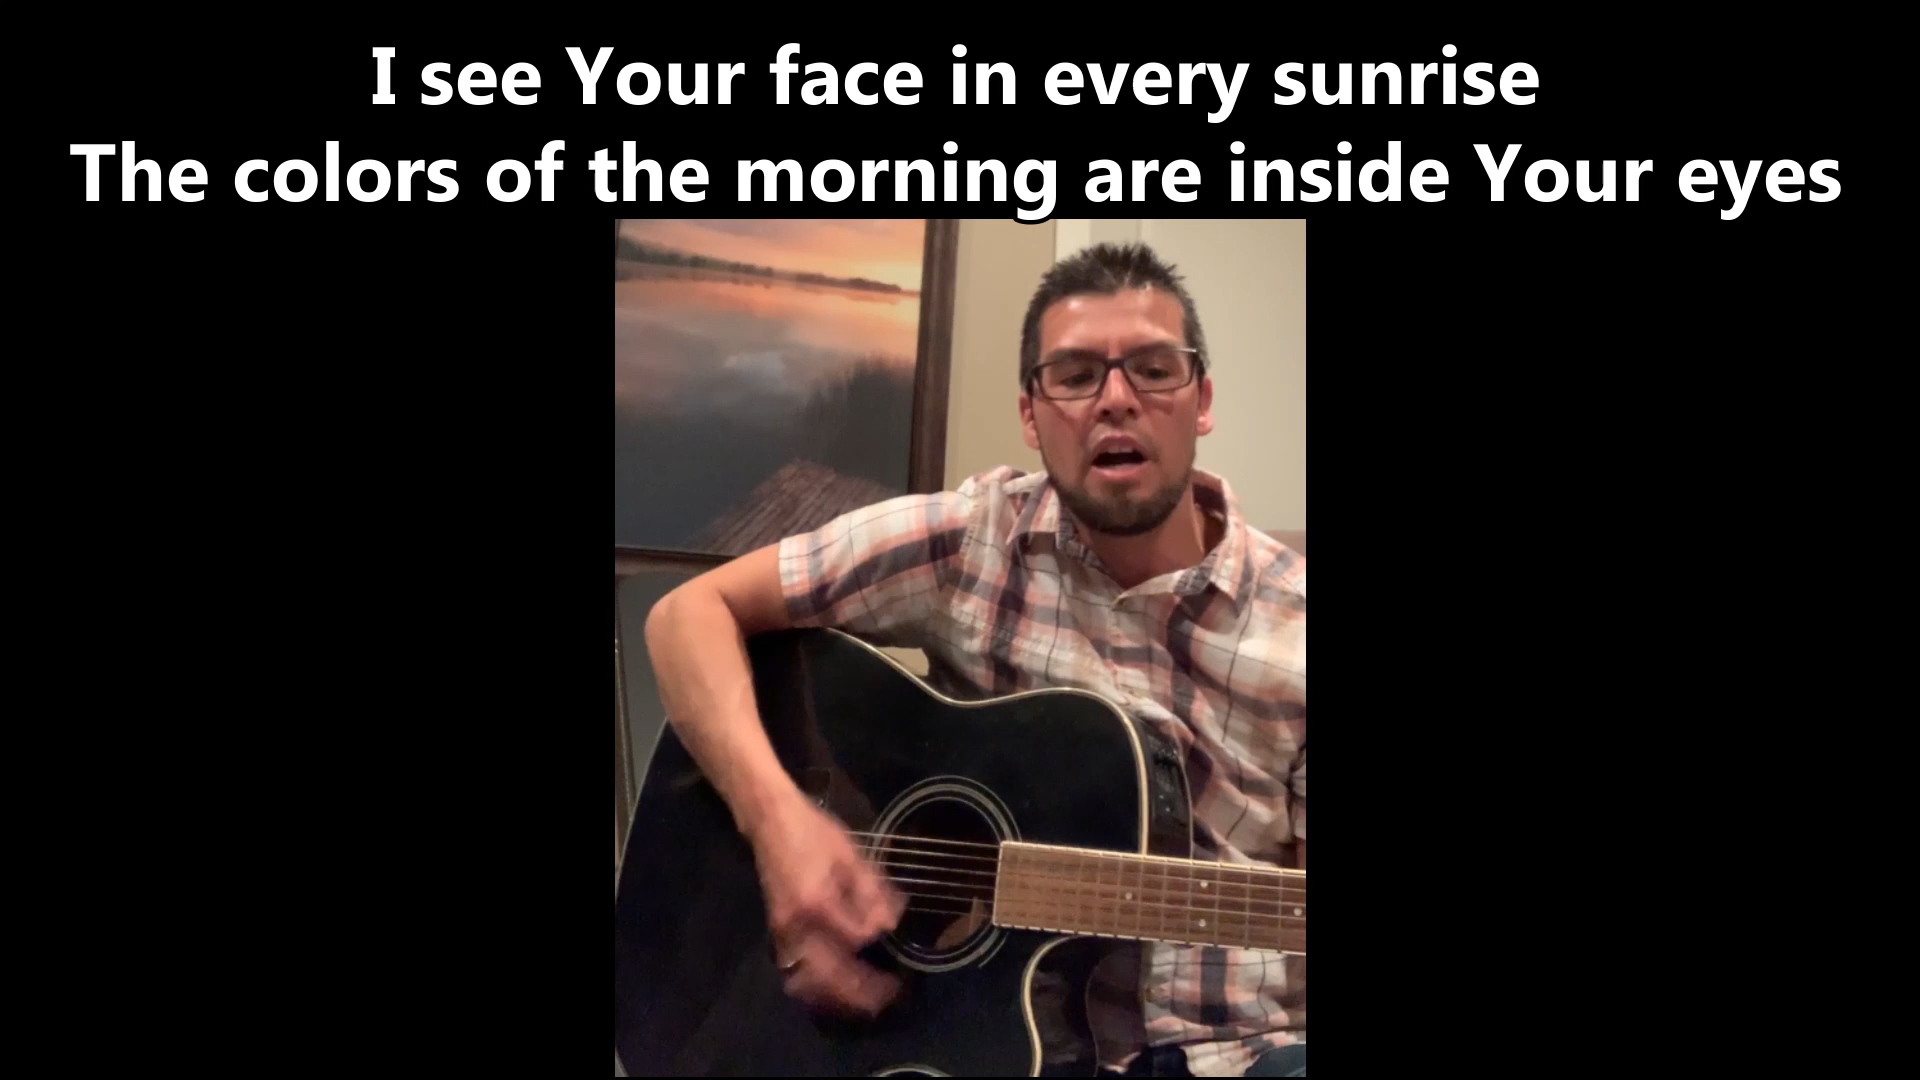 I see Your face in every sunrise
The colors of the morning are inside Your eyes